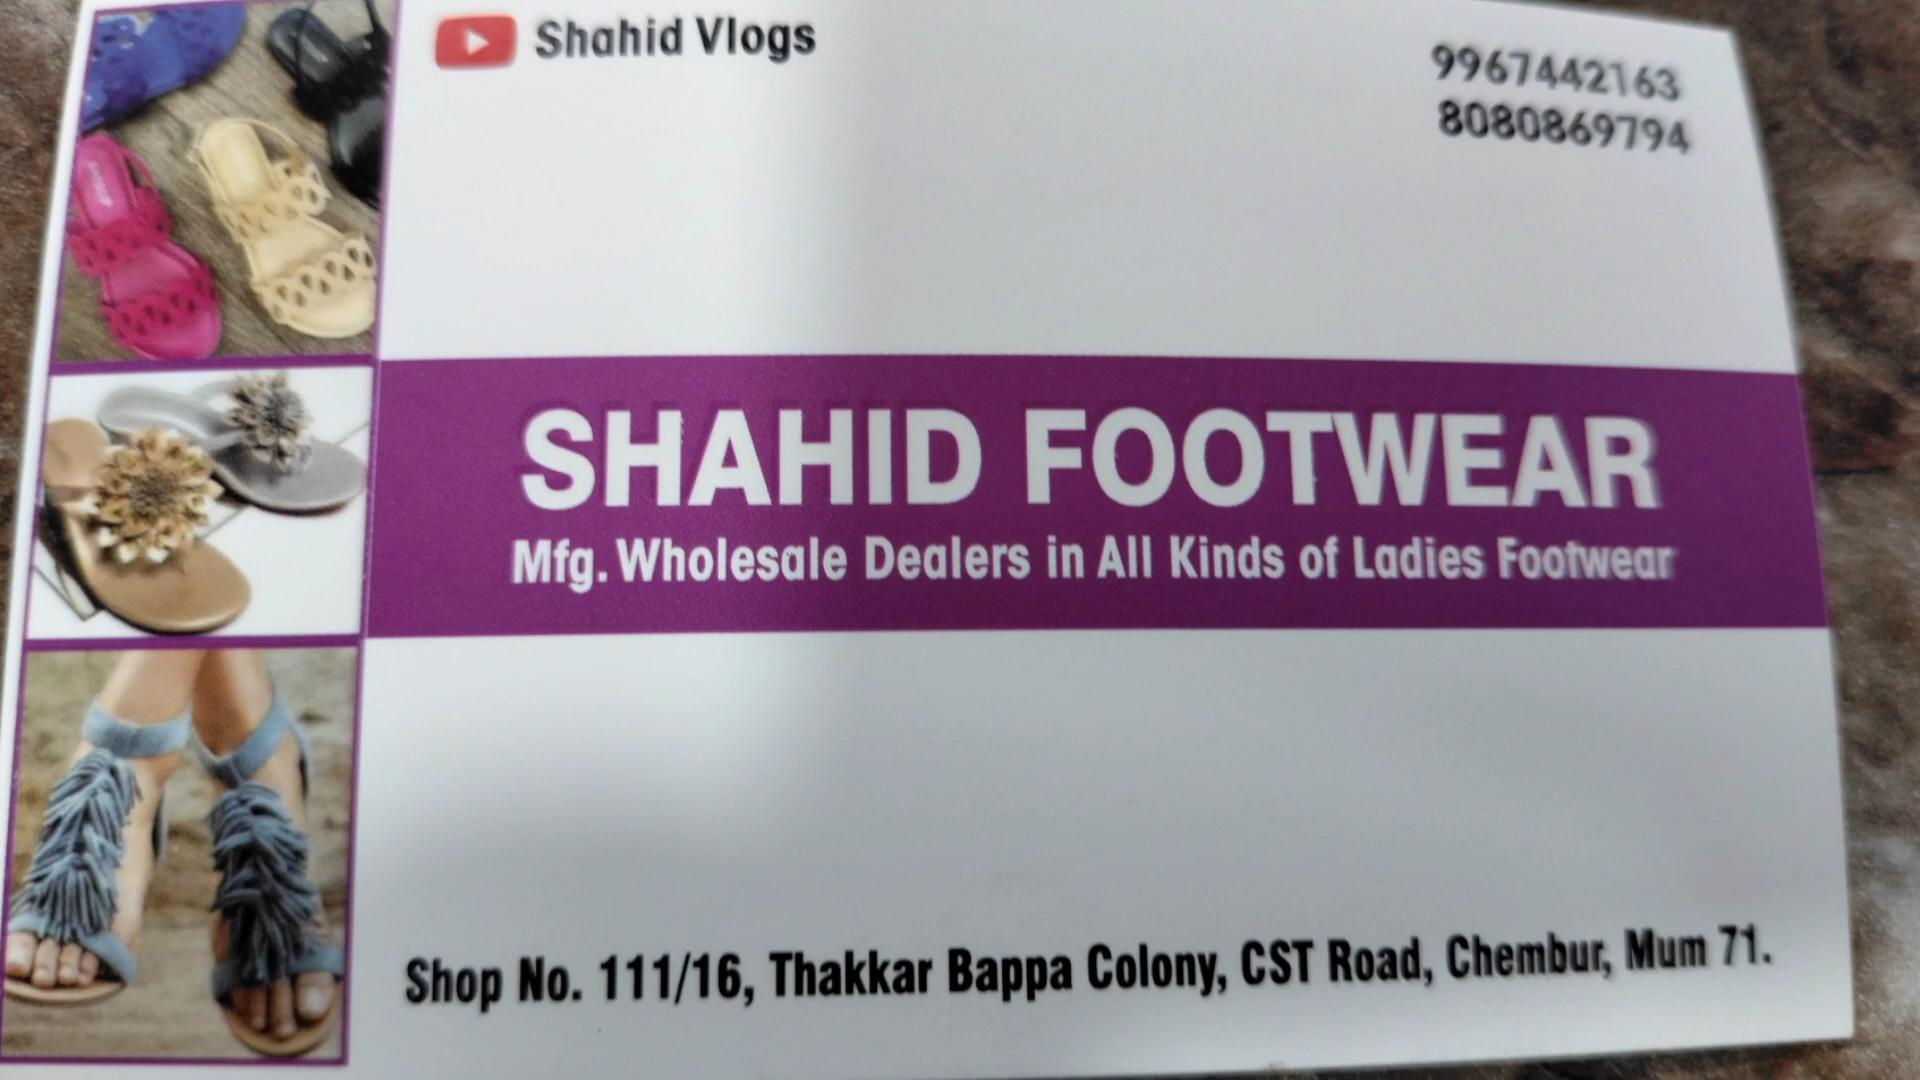 Shahid Vlogs
9967442163
8080869794
SHAHID FOOTWEAR
Mfg. Wholesale Dealers in All Kinds of Ladies Footwear
Shop No. 111/16, Thakkar Bappa Colony, CST Road, Chembur, Mum 71.